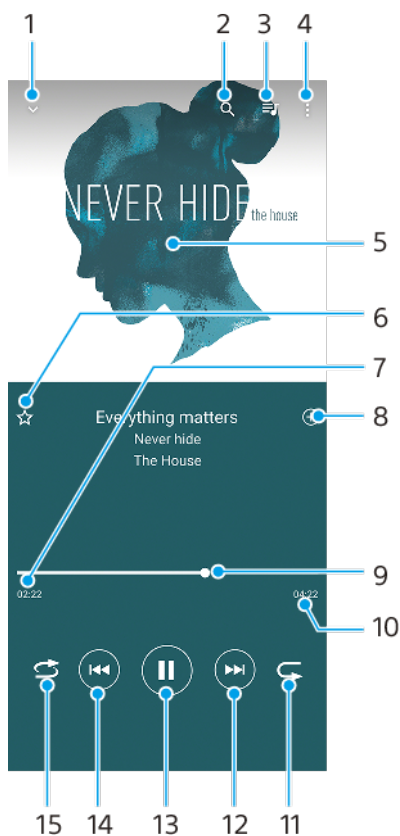 1 2 3 4
NEVER HIDE the house
5
6
7
Everything matters
8
Never hide
The House
9
02:22 04:22
10
15 14 13 12 11